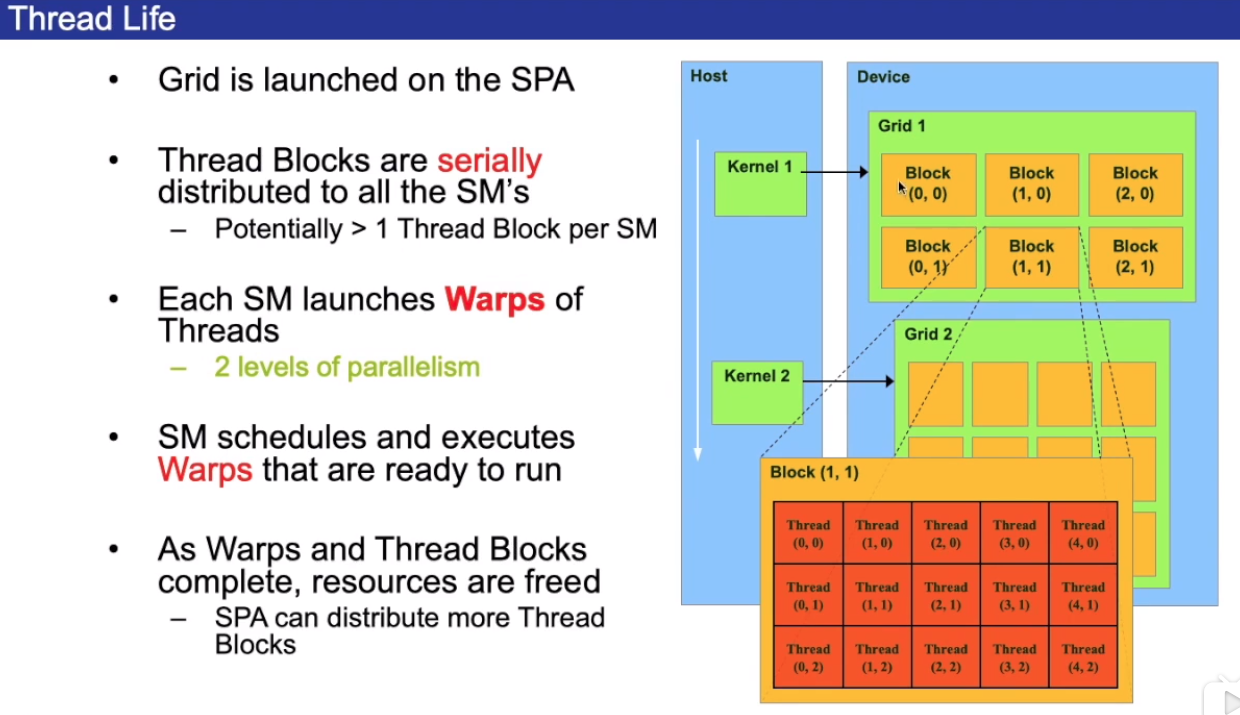 Thread Life
• Grid is launched on the SPA
• Thread Blocks are serially
distributed to all the SM's
– Potentially > 1 Thread Block per SM
• Each SM launches Warps of
Threads
– 2 levels of parallelism
• SM schedules and executes
Warps that are ready to run
• As Warps and Thread Blocks
complete, resources are freed
– SPA can distribute more Thread
Blocks
Host
Device
Grid 1
Kernel 1
Block Block Block
(0, 0) (1, 0) (2, 0)
Block Block Block
(0, 1) (1, 1) (2, 1)
Grid 2
Kernel 2
Block (1, 1)
Thread Thread Thread Thread Thread
(0, 0) (1, 0) (2, 0) (3, 0) (4, 0)
Thread Thread Thread Thread Thread
(0, 1) (1, 1) (2, 1) (3, 1) (4, 1)
Thread Thread Thread Thread Thread
(0, 2) (1, 2) (2, 2) (3, 2) (4, 2)